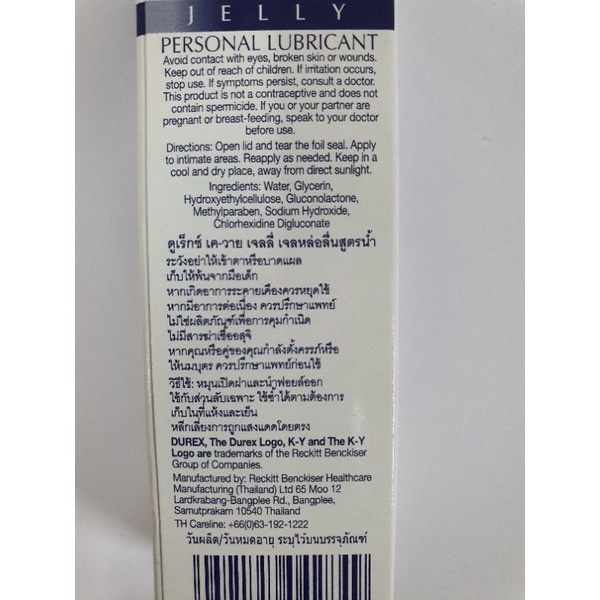 JELLY
PERSONAL LUBRICANT
Avoid contact with eyes, broken skin or wounds.
Keep out of reach of children. If irritation occurs,
stop use. If symptoms persist, consult a doctor.
This product is not a contraceptive and does not
contain spermicide. If you or your partner are
pregnant or breast-feeding, speak to your doctor
before use.
Directions: Open lid and tear the foil seal. Apply
to intimate areas. Reapply as needed. Keep in a
cool and dry place, away from direct sunlight.
Ingredients: Water, Glycerin,
Hydroxyethylcellulose, Gluconolactone,
Methylparaben, Sodium Hydroxide,
Chlorhexidine Digluconate
ดูเร็กซ์ เค-วาย เจลลี่ เจลหล่อลื่นสูตรน้ำ
ระวังอย่าให้เข้าตาหรือบาดแผล
เก็บให้พ้นจากมือเด็ก
หากเกิดอาการระคายเคืองควรหยุดใช้
หากมีอาการต่อเนื่อง ควรปรึกษาแพทย์
ไม่ใช่ผลิตภัณฑ์เพื่อการคุมกำเนิด
ไม่มีสารฆ่าเชื้ออสุจิ
หากคุณหรือคู่ของคุณกำลังตั้งครรภ์หรือ
ให้นมบุตร ควรปรึกษาแพทย์ก่อนใช้
วิธีใช้: หมุนเปิดฝาและนำฟอยล์ออก
ใช้กับส่วนลับเฉพาะ ใช้ซ้ำได้ตามต้องการ
เก็บในที่แห้งและเย็น
หลีกเลี่ยงการถูกแสงแดดโดยตรง
DUREX, The Durex Logo, K-Y and The K-Y
Logo are trademarks of the Reckitt Benckiser
Group of Companies.
Manufactured by: Reckitt Benckiser Healthcare
Manufacturing (Thailand) Ltd 65 Moo 12
Lardkrabang-Bangplee Rd., Bangplee,
Samutprakarn 10540 Thailand
TH Careline: +66(0)63-192-1222
วันผลิต/วันหมดอายุ ระบุไว้บนบรรจุภัณฑ์